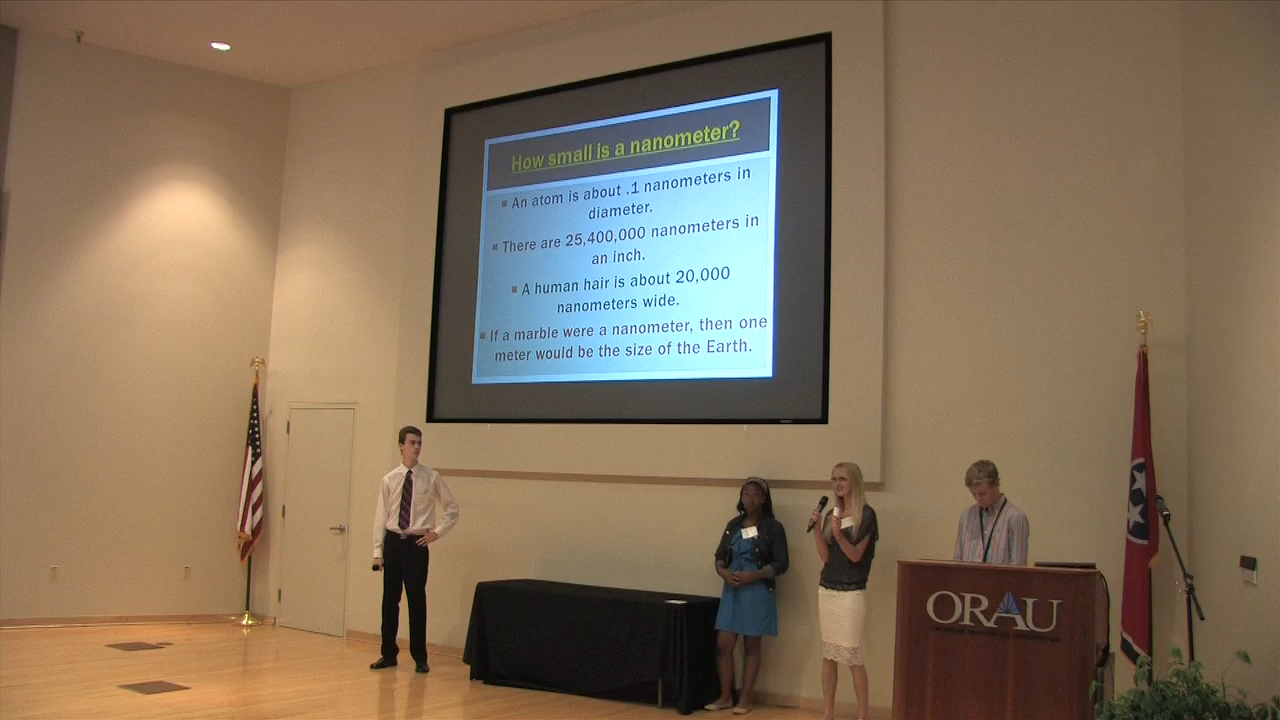 How small is a nanometer?
An atom is about .1 nanometers in
diameter.
There are 25,400,000 nanometers in
an inch.
A human hair is about 20,000
nanometers wide.
If a marble were a nanometer, then one
meter would be the size of the Earth.
ORAU